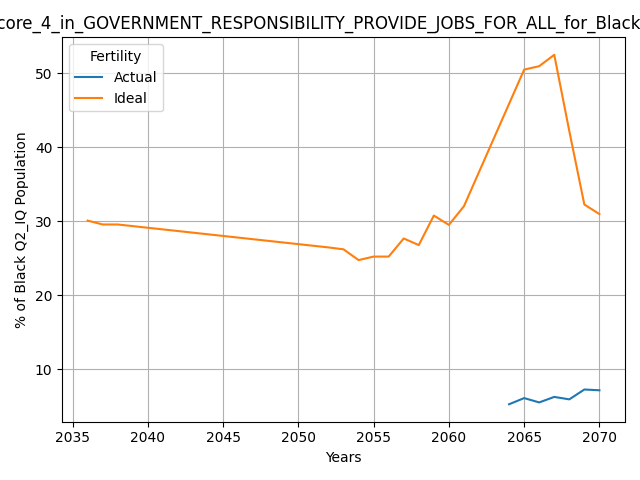 core_4_in_GOVERNMENT_RESPONSIBILITY_PROVIDE_JOBS_FOR_ALL_for_Black
Fertility
Actual
Ideal
% of Black Q2_IQ Population
50
40
30
20
10
2035 2040 2045 2050 2055 2060 2065 2070
Years